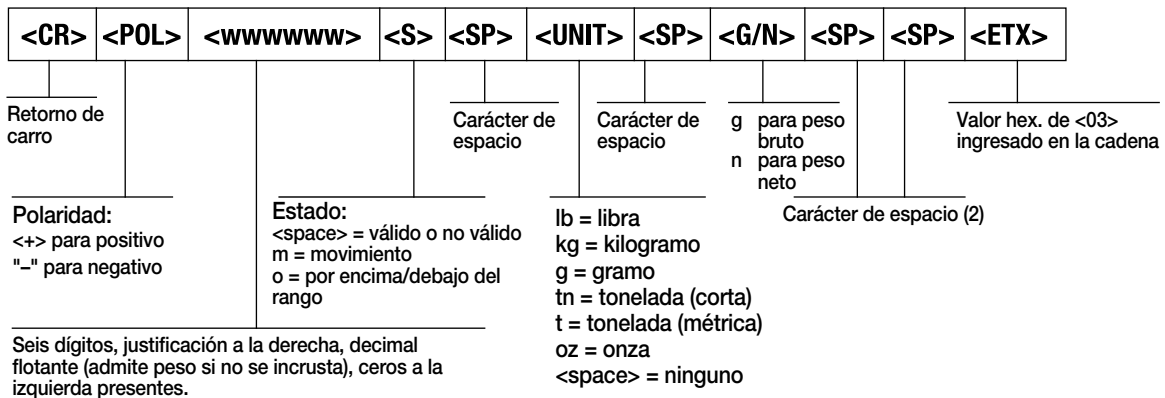 <CR> <POL> <wwwwww> <S> <SP> <UNIT> <SP> <G/N> <SP> <SP> <ETX>
Retorno de
carro
Carácter de
espacio
Carácter de
espacio
g para peso
bruto
n para peso
neto
Valor hex. de <03>
ingresado en la cadena
Polaridad:
<+> para positivo
"–" para negativo
Estado:
<space> = válido o no válido
m = movimiento
o = por encima/debajo del
rango
lb = libra
kg = kilogramo
g = gramo
tn = tonelada (corta)
t = tonelada (métrica)
oz = onza
<space> = ninguno
Carácter de espacio (2)
Seis dígitos, justificación a la derecha, decimal
flotante (admite peso si no se incrusta), ceros a la
izquierda presentes.